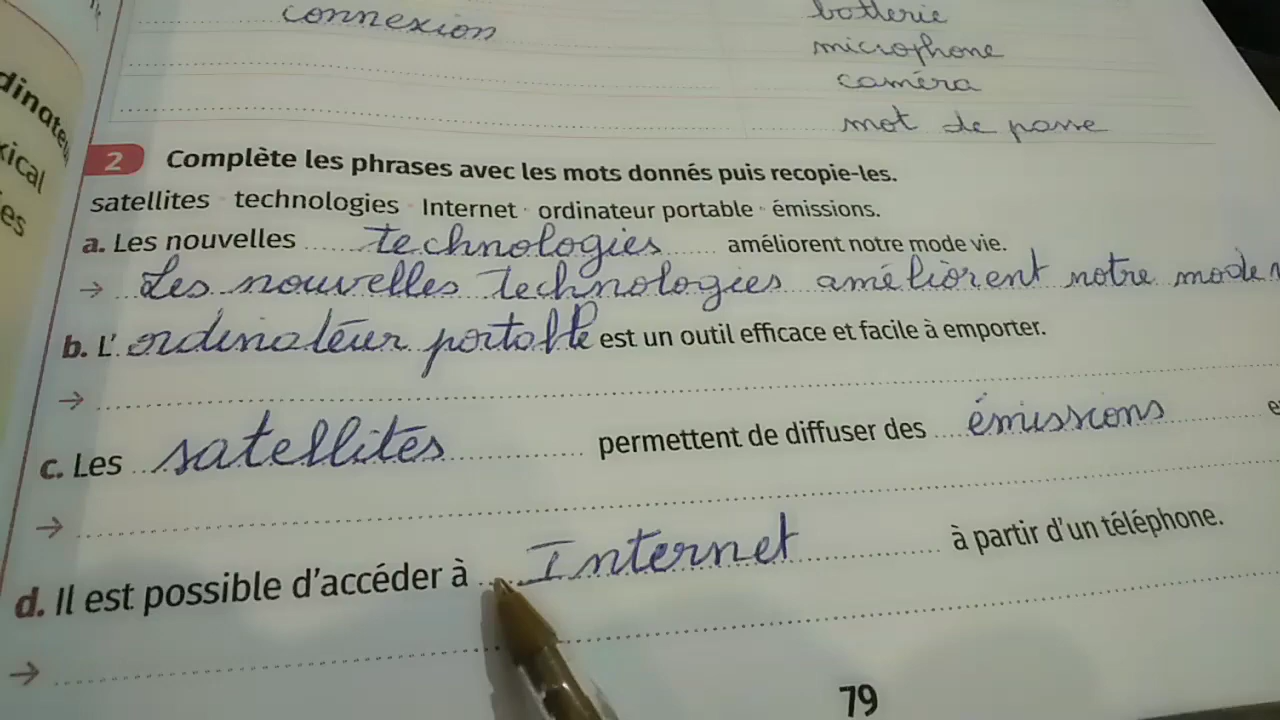 connexion
batterie
microphone
caméra
mot de passe
2 Complète les phrases avec les mots donnés puis recopie-les.
satellites · technologies · Internet · ordinateur portable · émissions.
a. Les nouvelles technologies améliorent notre mode vie.
→ Les nouvelles technologies améliorent notre mode
b. L'ordinateur portable est un outil efficace et facile à emporter.
→
c. Les satellites permettent de diffuser des émissions
→
d. Il est possible d'accéder à Internet à partir d'un téléphone.
→
79